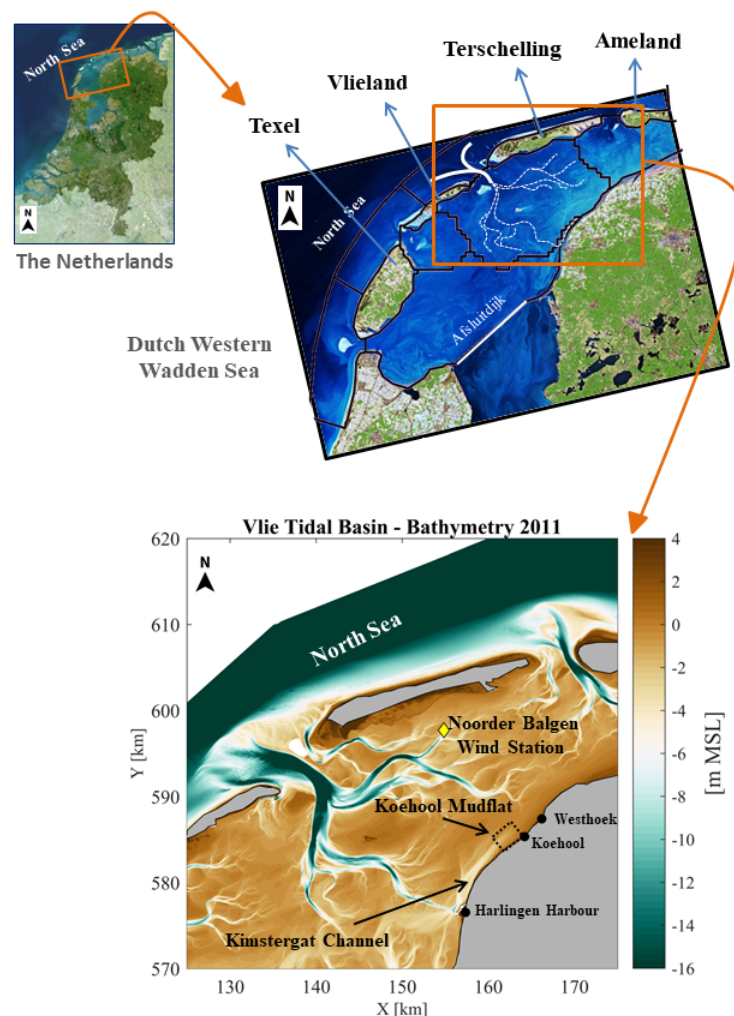 North Sea
N
The Netherlands
Texel
Vlieland
Terschelling
Ameland
N
North Sea
Afsluitdijk
Dutch Western
Wadden Sea
Vlie Tidal Basin - Bathymetry 2011
620
610
600
590
580
570
Y [km]
130
140
150
160
170
X [km]
N
North Sea
Noorder Balgen
Wind Station
Koehool Mudflat
Westhoek
Koehool
Harlingen Harbour
Kimstergat Channel
4
2
0
-2
-4
-6
-8
-10
-12
-14
-16
[m MSL]